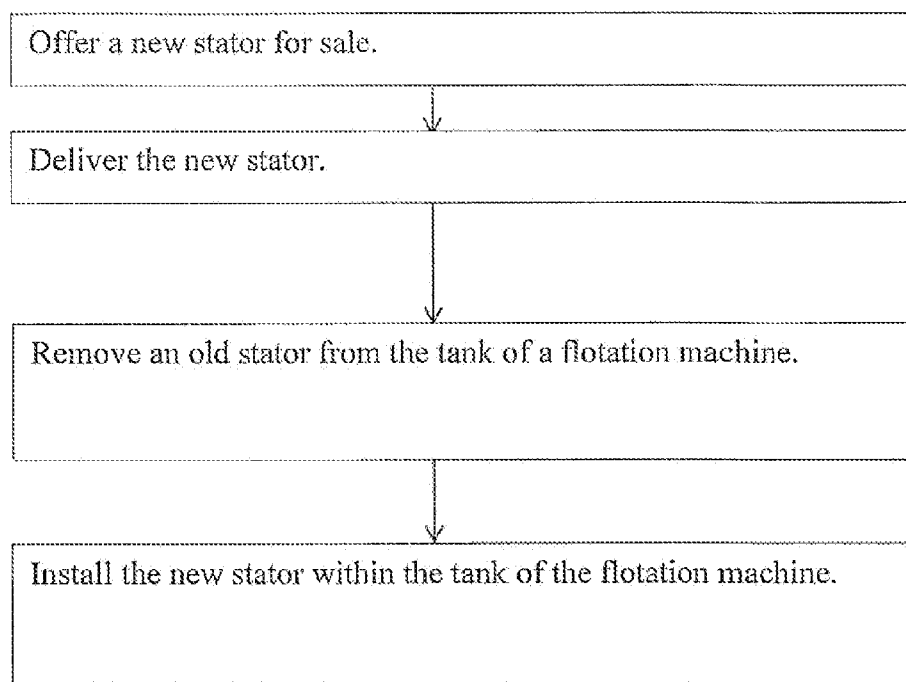 Offer a new stator for sale.
Deliver the new stator.
Remove an old stator from the tank of a flotation machine.
Install the new stator within the tank of the flotation machine.